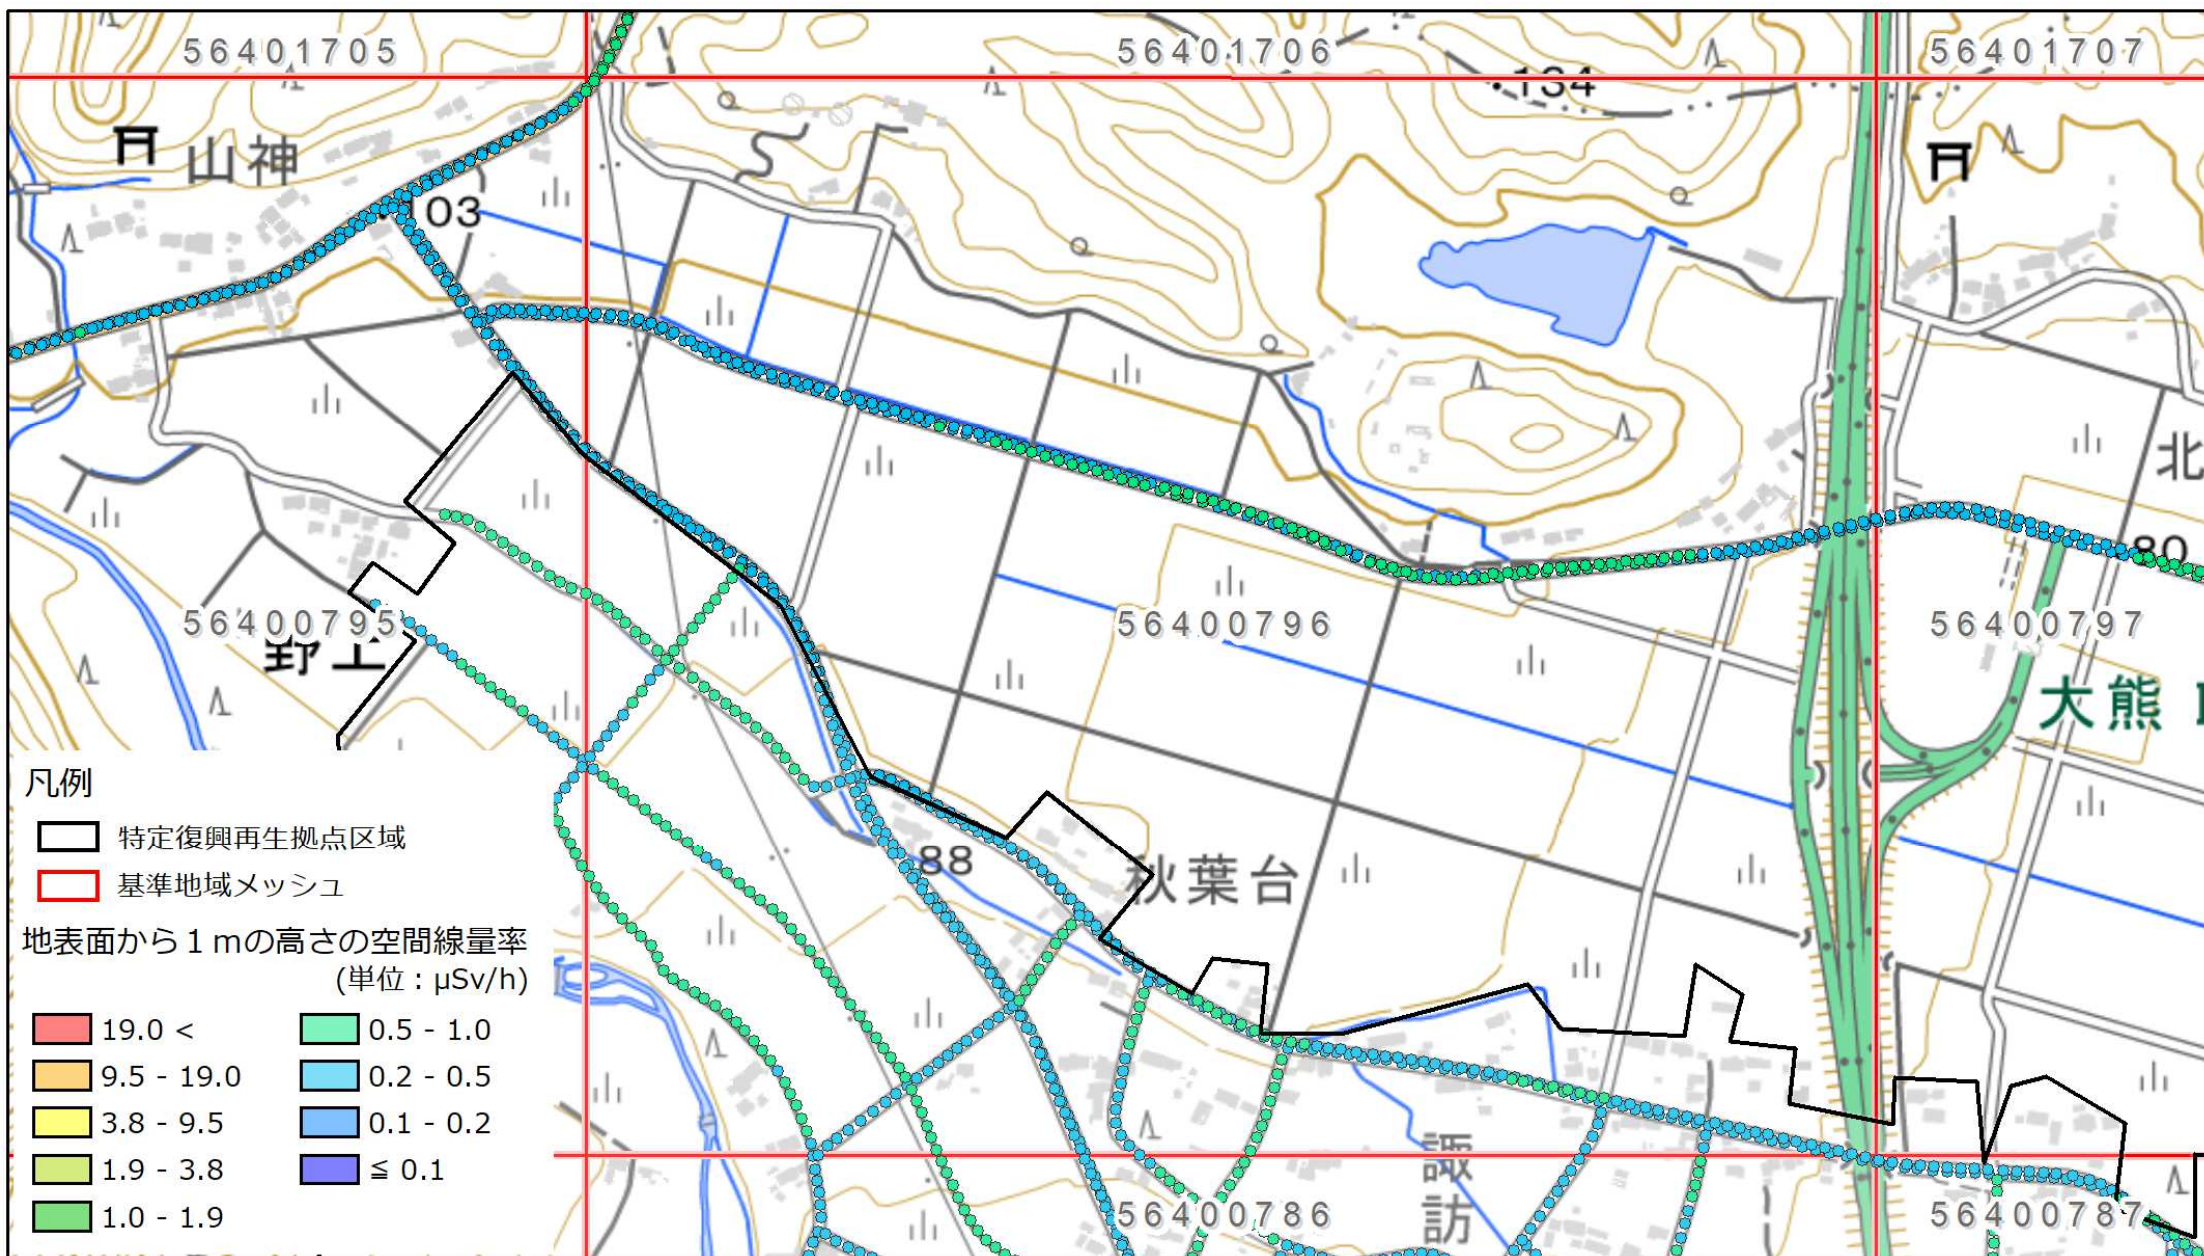 56401705
56401706
56401707
134
山神
103
北
80
56400795
56400796
56400797
野上
大熊
88
秋葉台
諏訪
56400786
56400787
凡例
特定復興再生拠点区域
基準地域メッシュ
地表面から1mの高さの空間線量率
(単位：μSv/h)
19.0 <
9.5 - 19.0
3.8 - 9.5
1.9 - 3.8
1.0 - 1.9
0.5 - 1.0
0.2 - 0.5
0.1 - 0.2
≦ 0.1